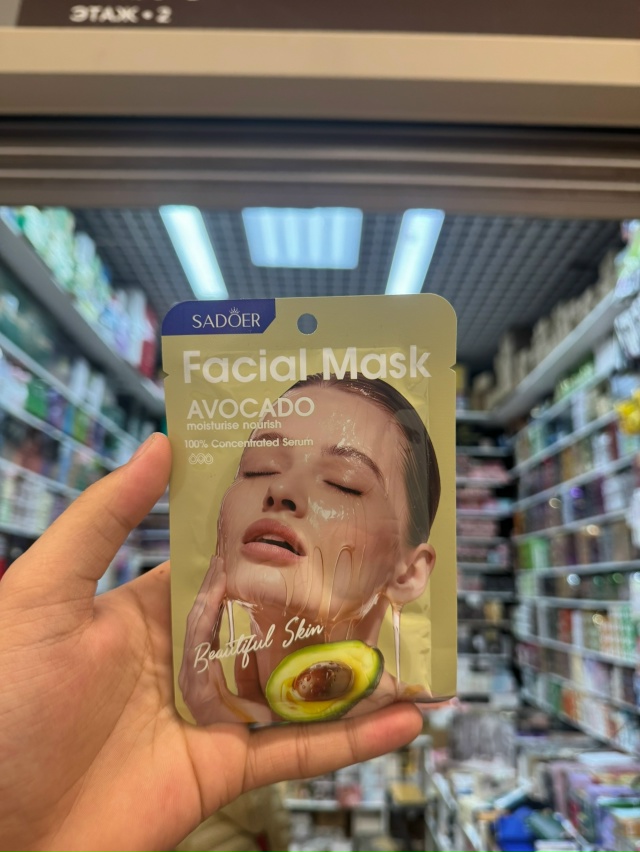 ЭТАЖ • 2
SADOER
Facial Mask
AVOCADO
moisturise nourish
100% Concentrated Serum
Beautiful Skin